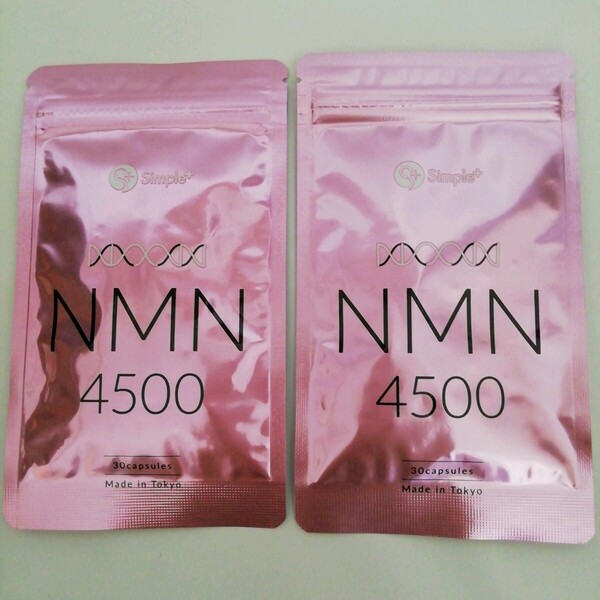 Simple+
NMN
4500
30capsules
Made in Tokyo
Simple+
NMN
4500
30capsules
Made in Tokyo